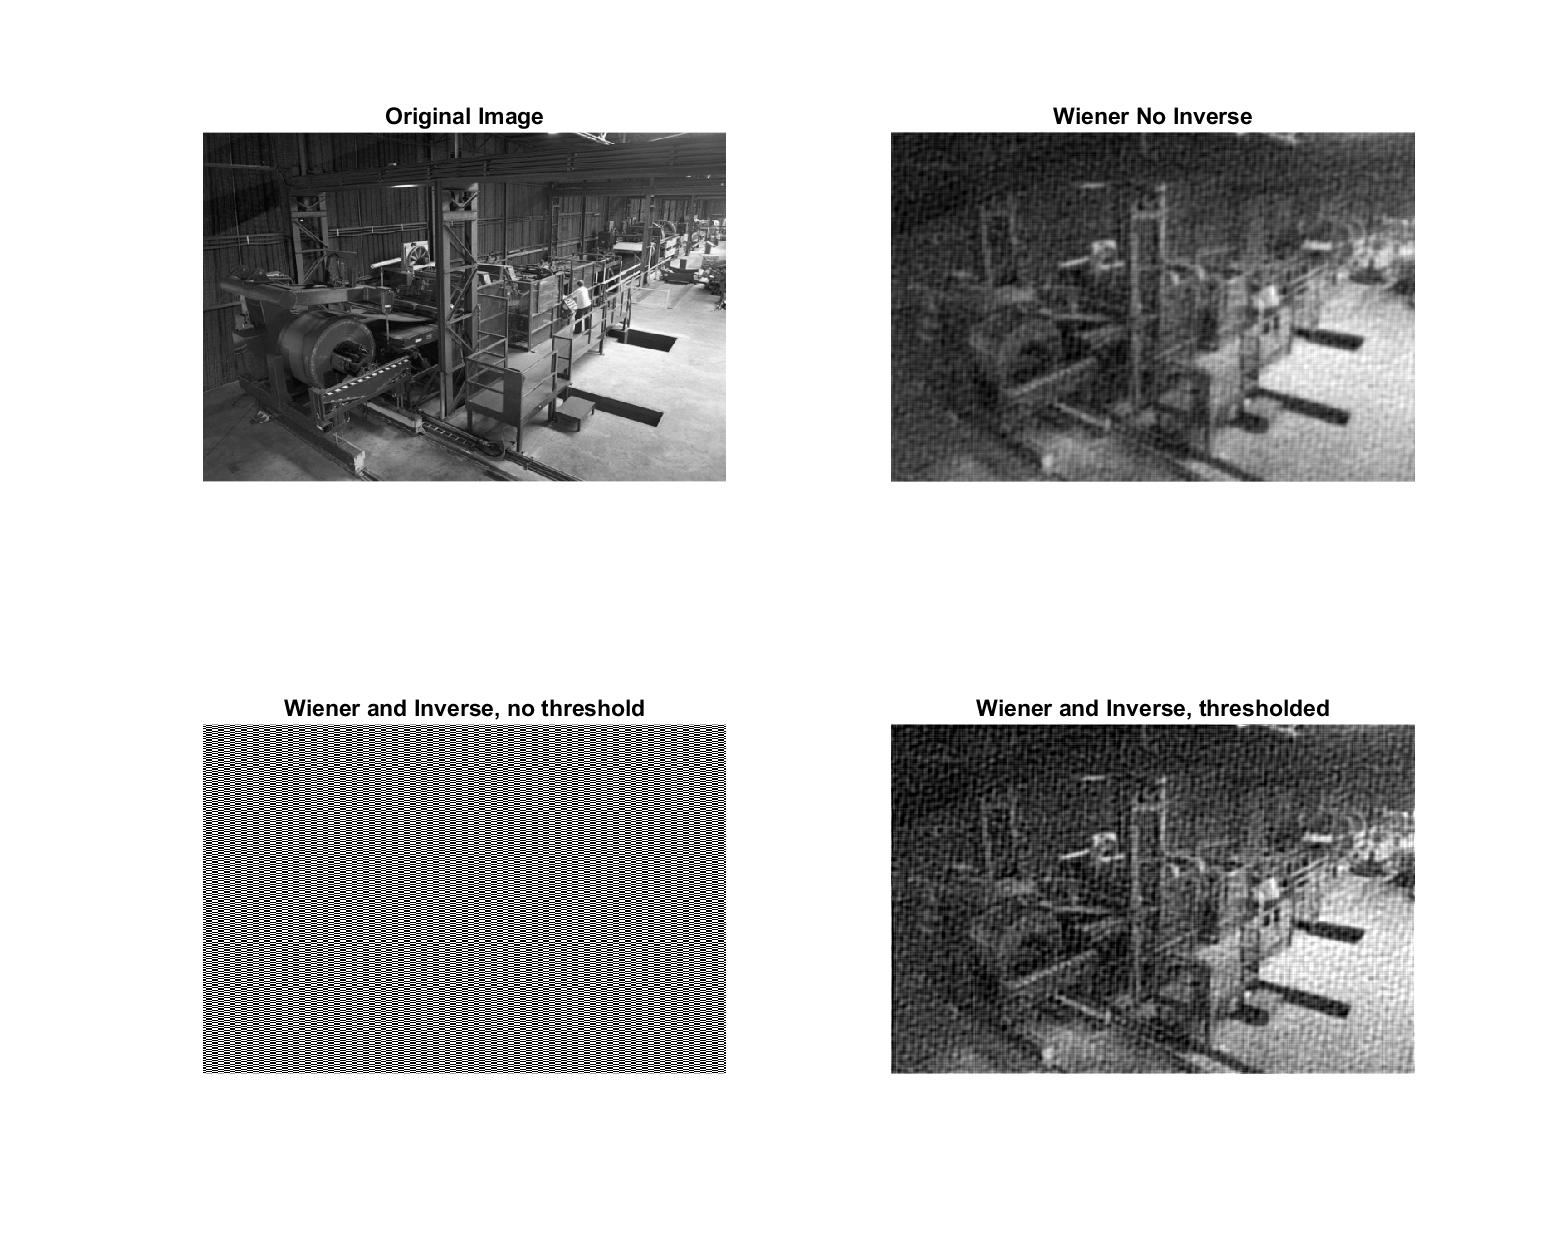 Original Image
Wiener No Inverse
Wiener and Inverse, no threshold
Wiener and Inverse, thresholded